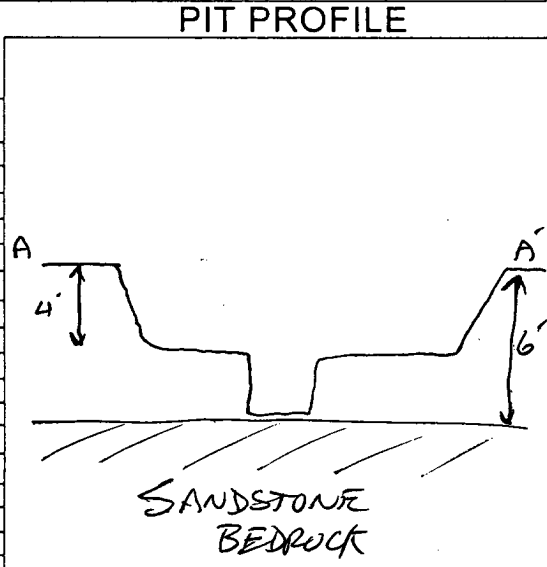 PIT PROFILE
A A'
4' 6'
SANDSTONE
BEDROCK